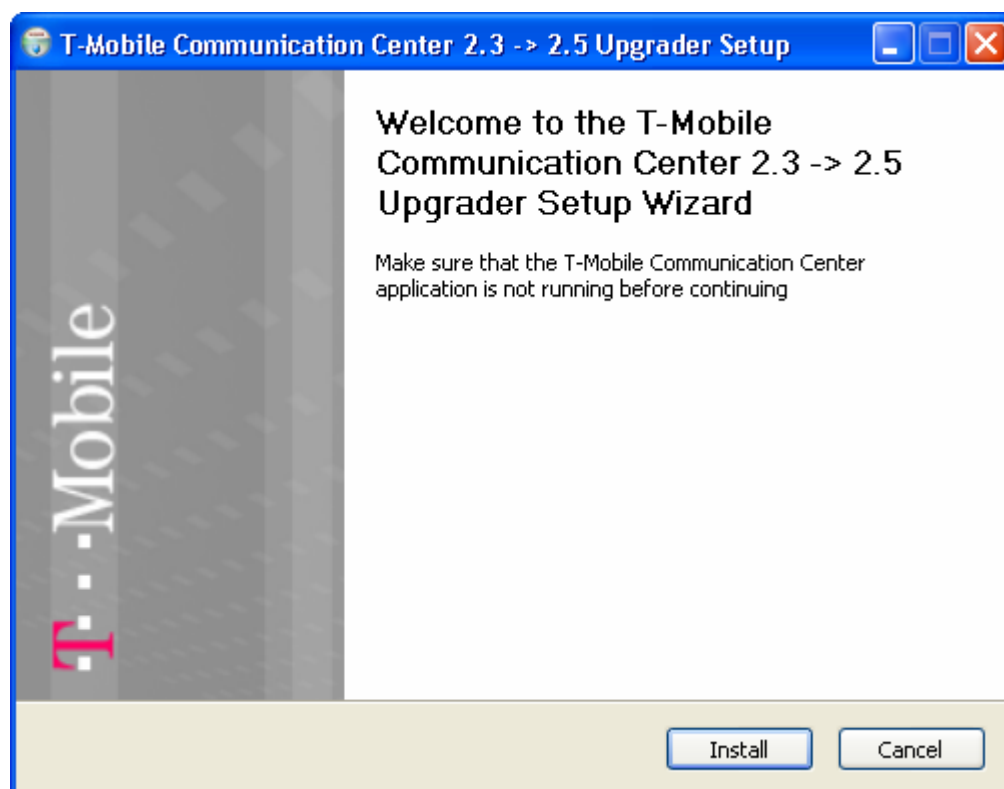 T-Mobile Communication Center 2.3 -> 2.5 Upgrader Setup
Welcome to the T-Mobile
Communication Center 2.3 -> 2.5
Upgrader Setup Wizard
Make sure that the T-Mobile Communication Center
application is not running before continuing
T · · · Mobile
Install
Cancel